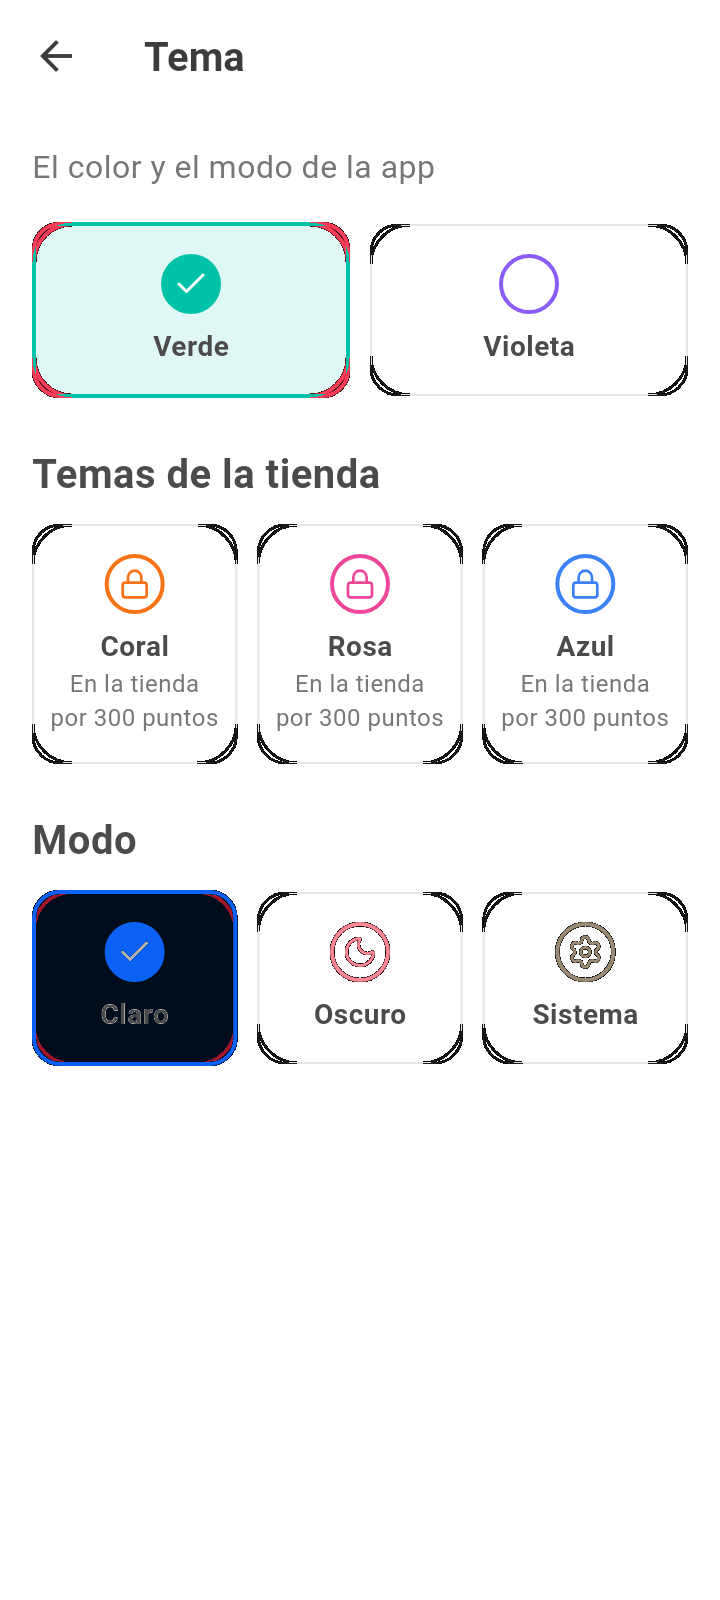 Tema
El color y el modo de la app
Verde
Violeta
Temas de la tienda
Coral
En la tienda
por 300 puntos
Rosa
En la tienda
por 300 puntos
Azul
En la tienda
por 300 puntos
Modo
Claro
Oscuro
Sistema